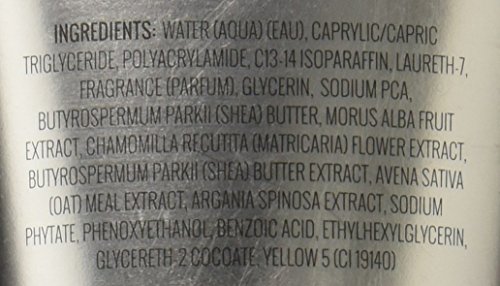 INGREDIENTS: WATER (AQUA) (EAU), CAPRYLIC/CAPRIC
TRIGLYCERIDE, POLYACRYLAMIDE, C13-14 ISOPARAFFIN, LAURETH-7,
FRAGRANCE (PARFUM), GLYCERIN, SODIUM PCA,
BUTYROSPERMUM PARKII (SHEA) BUTTER, MORUS ALBA FRUIT
EXTRACT, CHAMOMILLA RECUTITA (MATRICARIA) FLOWER EXTRACT,
BUTYROSPERMUM PARKII (SHEA) BUTTER EXTRACT, AVENA SATIVA
(OAT) MEAL EXTRACT, ARGANIA SPINOSA EXTRACT, SODIUM
PHYTATE, PHENOXYETHANOL, BENZOIC ACID, ETHYLHEXYLGLYCERIN,
GLYCERETH-2 COCOATE, YELLOW 5 (CI 19140)